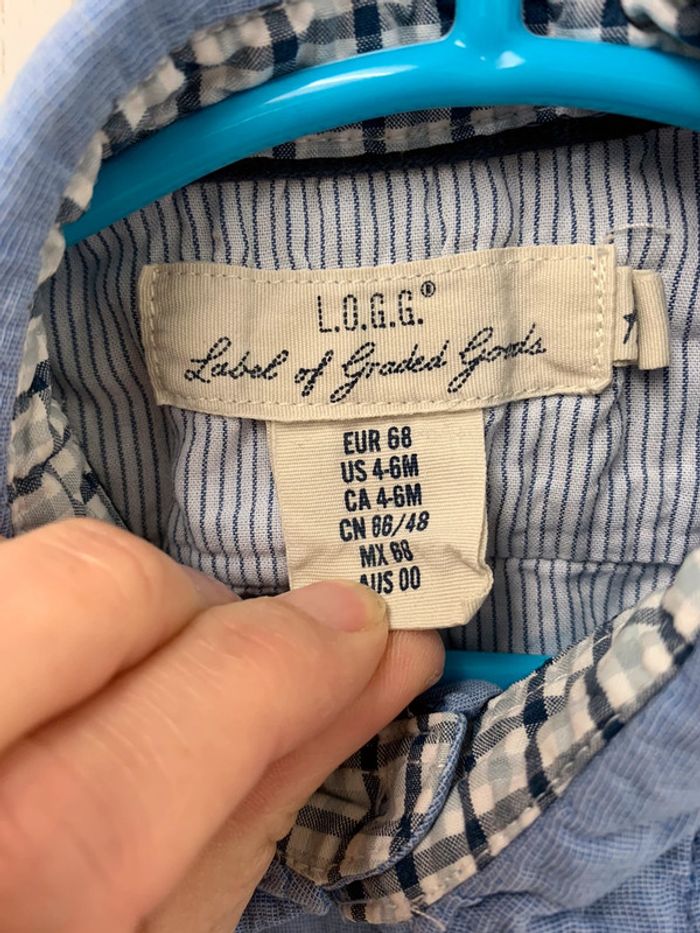 L.O.G.G.®
Label of Graded Goods
EUR 68
US 4-6M
CA 4-6M
CN 66/48
MX 68
AUS 00